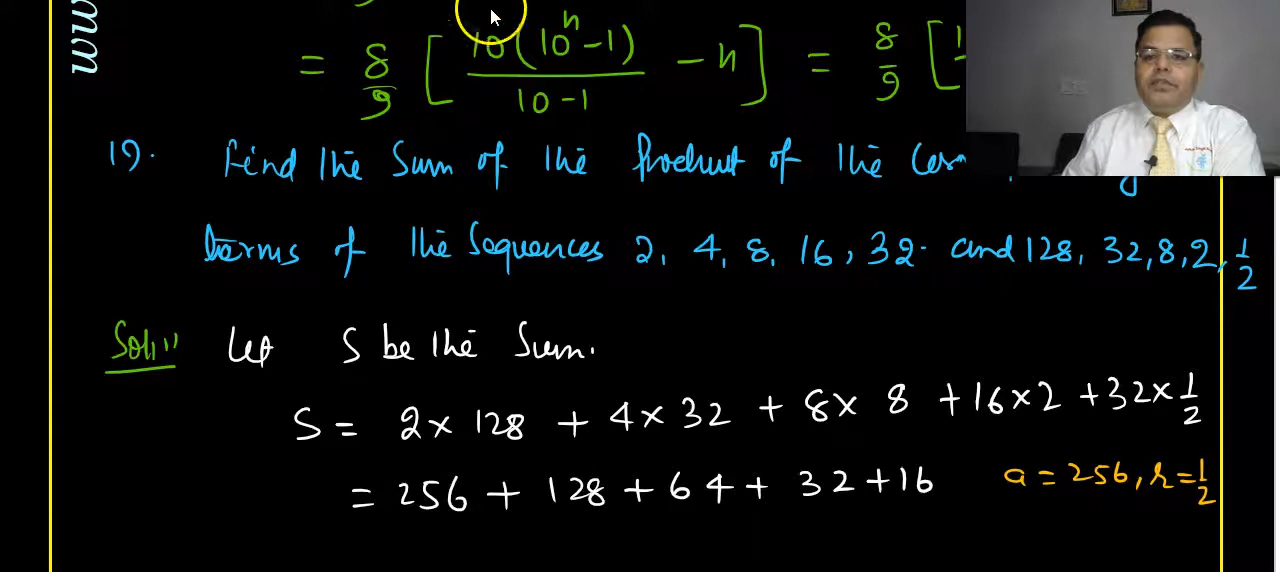 = 8/9 [ 10(10ⁿ-1)/10-1 - n ] = 8/9 [
19. Find the Sum of the Product of the
terms of the Sequences 2, 4, 8, 16, 32. and 128, 32, 8, 2, 1/2
Soln Let S be the Sum.
S = 2 × 128 + 4 × 32 + 8 × 8 + 16 × 2 + 32 × 1/2
= 256 + 128 + 64 + 32 + 16 a = 256, r = 1/2